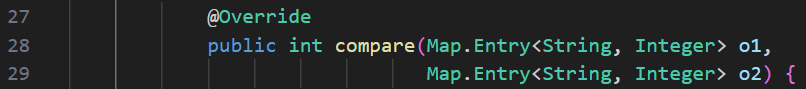 27 @Override
28 public int compare(Map.Entry<String, Integer> o1,
29 Map.Entry<String, Integer> o2) {